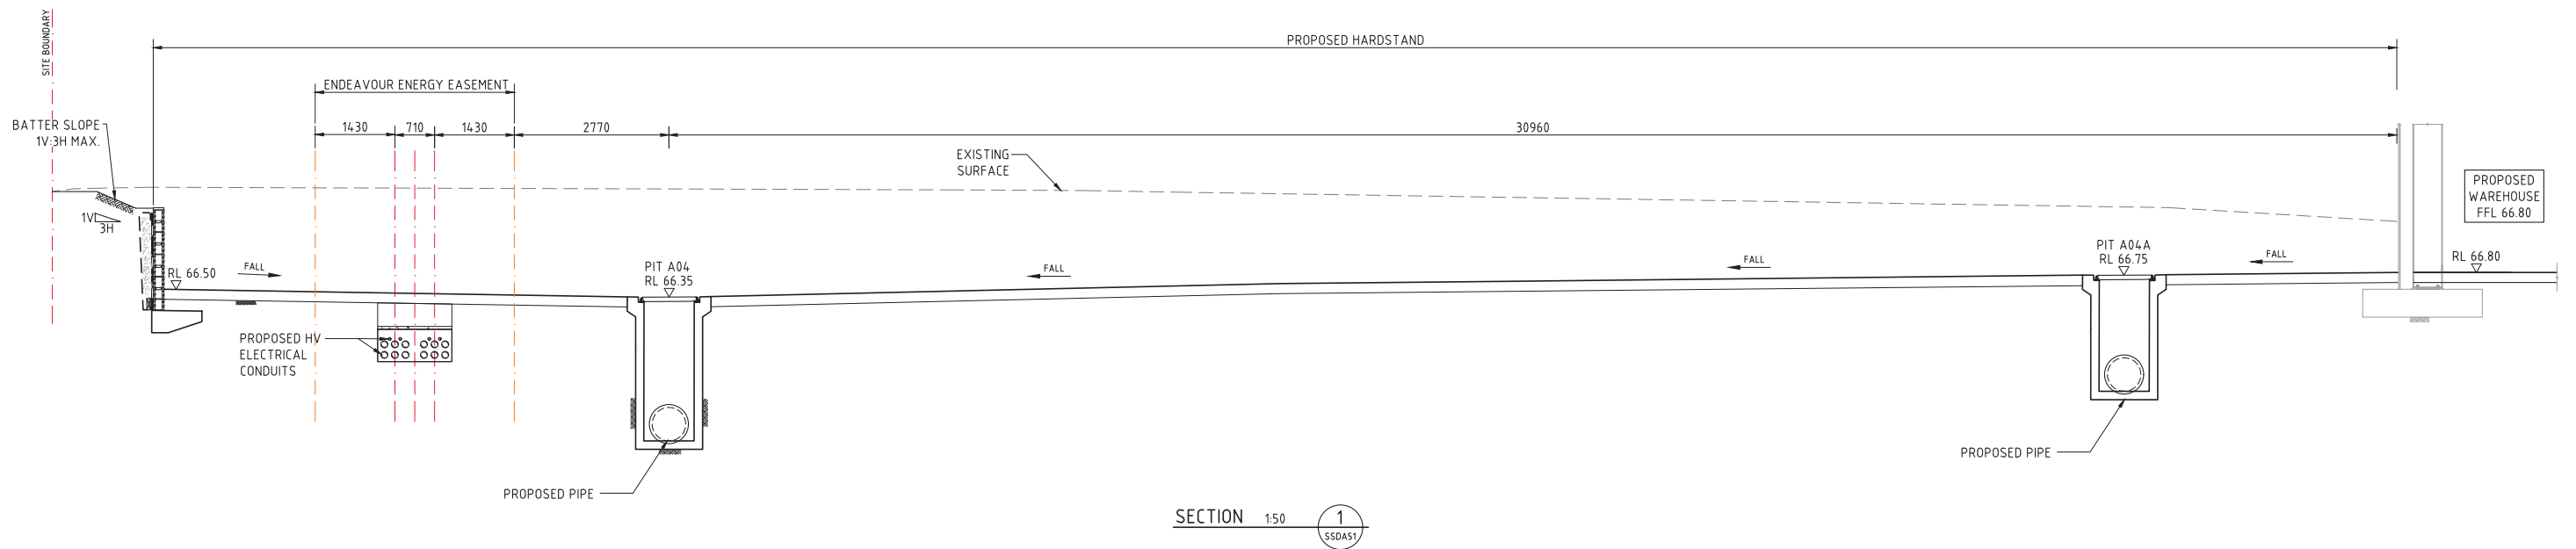 SITE BOUNDARY
PROPOSED HARDSTAND
ENDEAVOUR ENERGY EASEMENT
BATTER SLOPE
1V:3H MAX.
1430
710
1430
2770
30960
EXISTING
SURFACE
PROPOSED
WAREHOUSE
FFL 66.80
1V
3H
RL 66.50
FALL
PIT A04
RL 66.35
FALL
FALL
PIT A04A
RL 66.75
FALL
RL 66.80
PROPOSED HV
ELECTRICAL
CONDUITS
PROPOSED PIPE
PROPOSED PIPE
SECTION 1:50
1
SSDA51